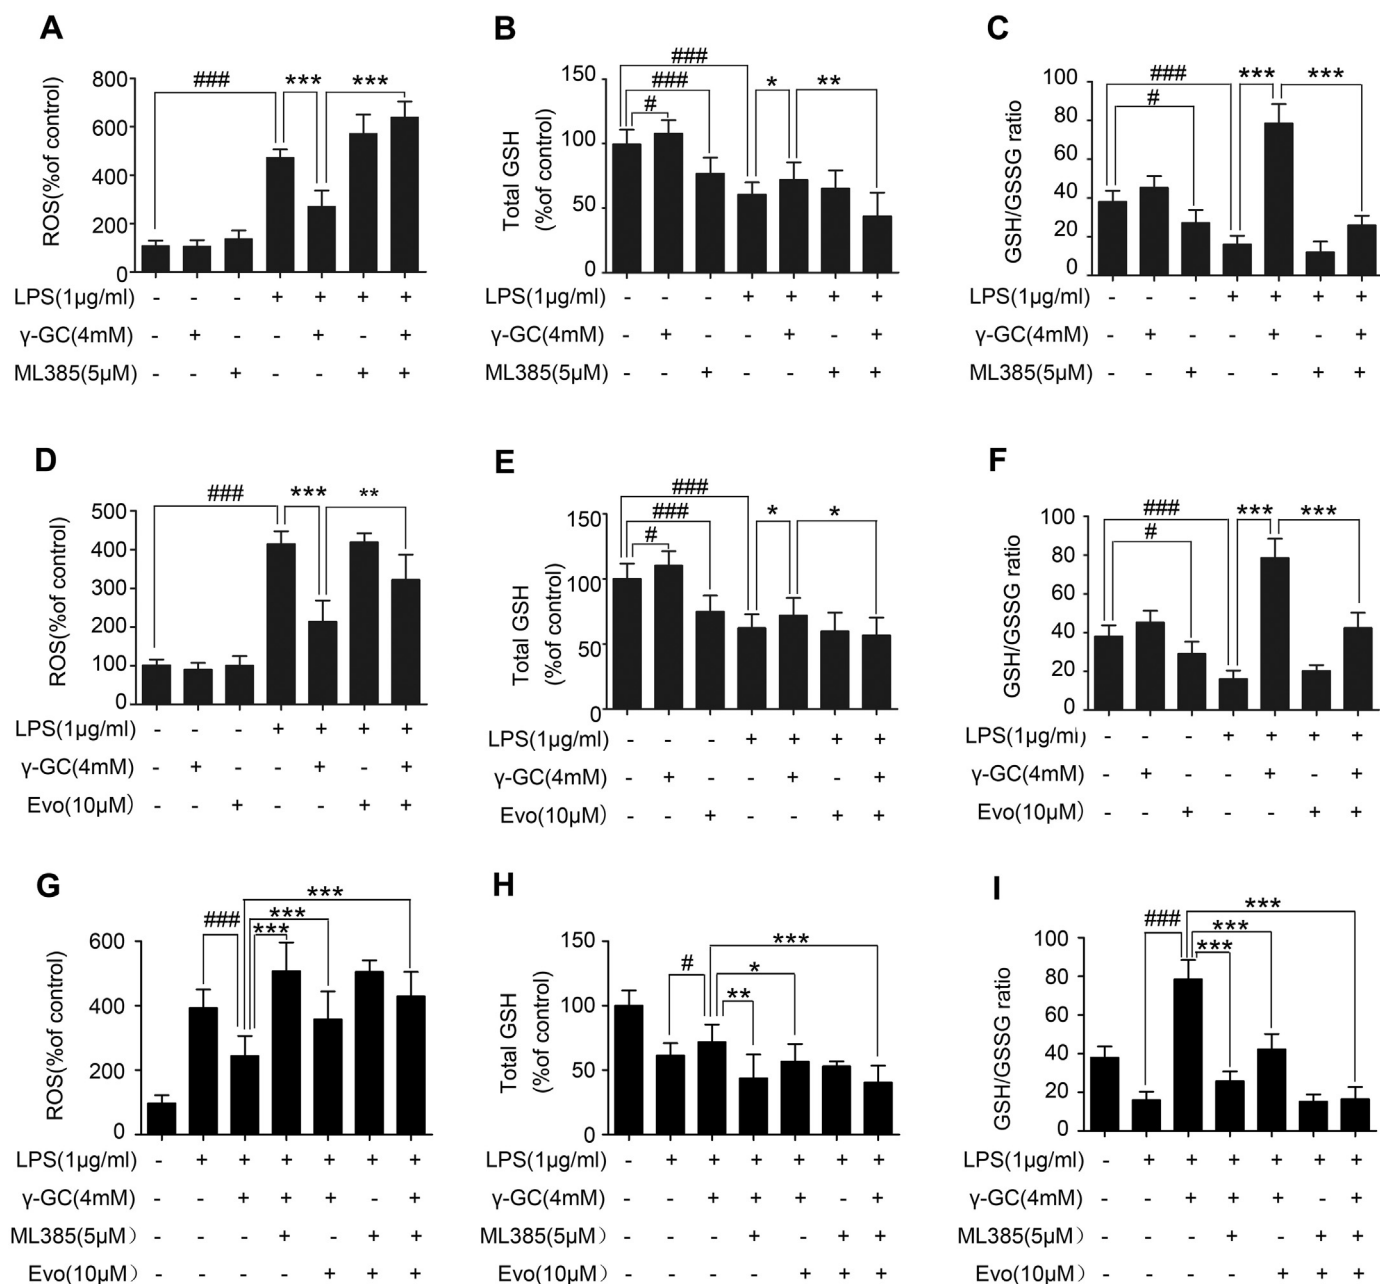 A
ROS(%of control)
800
600
400
200
0
### *** ***
LPS(1μg/ml) - - - + + + +
γ-GC(4mM) - + - - + - +
ML385(5μM) - - + - - + +
B
Total GSH
(%of control)
150
100
50
0
###
###
#
* **
LPS(1μg/ml) - - - + + + +
γ-GC(4mM) - + - - + - +
ML385(5μM) - - + - - + +
C
GSH/GSSG ratio
100
80
60
40
20
0
### *** ***
#
LPS(1μg/ml) - - - + + + +
γ-GC(4mM) - + - - + - +
ML385(5μM) - - + - - + +
D
ROS(%of control)
500
400
300
200
100
0
### *** **
LPS(1μg/ml) - - - + + + +
γ-GC(4mM) - + - - + - +
Evo(10μM) - - + - - + +
E
Total GSH
(%of control)
150
100
50
0
###
###
#
* *
LPS(1μg/ml) - - - + + + +
γ-GC(4mM) - + - - + - +
Evo(10μM) - - + - - + +
F
GSH/GSSG ratio
100
80
60
40
20
0
### *** ***
#
LPS(1μg/ml) - - - + + + +
γ-GC(4mM) - + - - + - +
Evo(10μM) - - + - - + +
G
ROS(%of control)
600
400
200
0
***
### ***
***
LPS(1μg/ml) - + + + + + +
γ-GC(4mM) - - + + + - +
ML385(5μM) - - - + - + +
Evo(10μM) - - - - + + +
H
Total GSH
(%of control)
150
100
50
0
***
# *
**
LPS(1μg/ml) - + + + + + +
γ-GC(4mM) - - + + + - +
ML385(5μM) - - - + - + +
Evo(10μM) - - - - + + +
I
GSH/GSSG ratio
100
80
60
40
20
0
***
### ***
***
LPS(1μg/ml) - + + + + + +
γ-GC(4mM) - - + + + - +
ML385(5μM) - - - + - + +
Evo(10μM) - - - - + + +